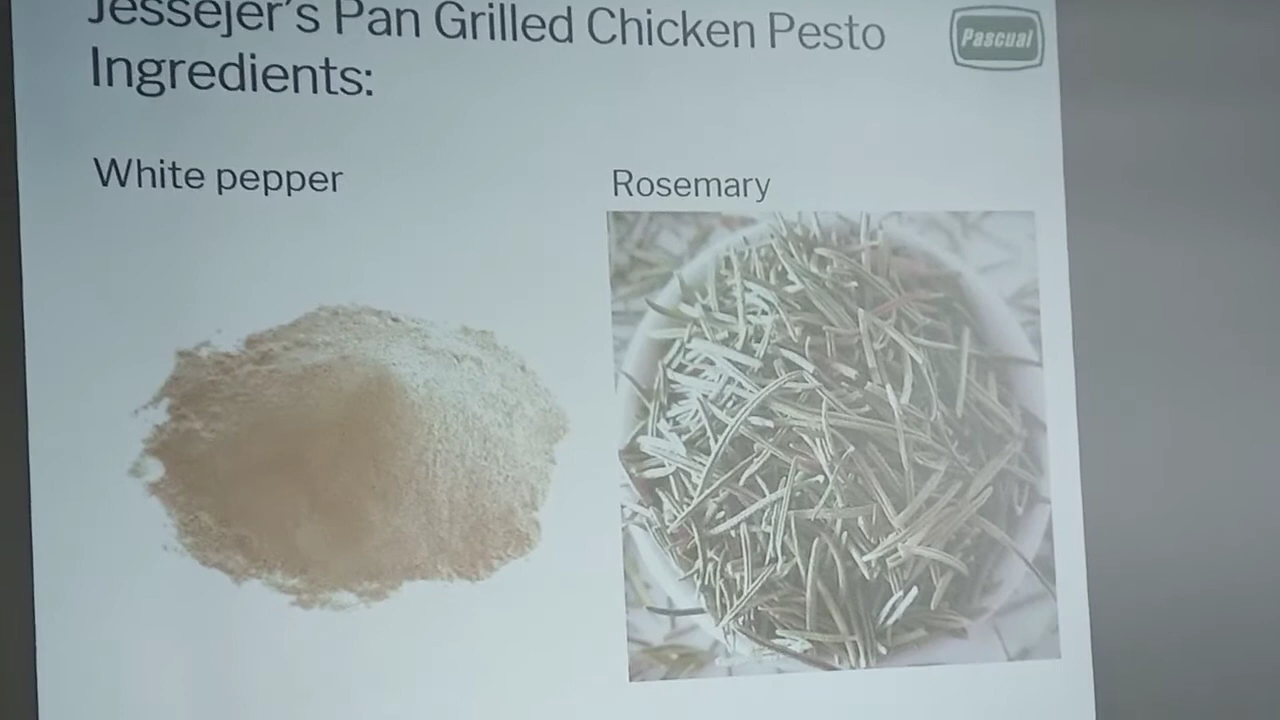 Jessejer's Pan Grilled Chicken Pesto
Ingredients:
Pascual
White pepper
Rosemary